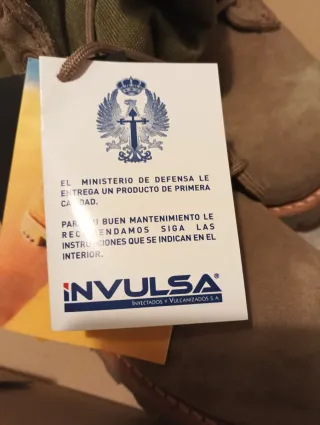 EL MINISTERIO DE DEFENSA LE
ENTREGA UN PRODUCTO DE PRIMERA
CALIDAD.
PARA SU BUEN MANTENIMIENTO LE
RECOMENDAMOS SIGA LAS
INSTRUCCIONES QUE SE INDICAN EN EL
INTERIOR.
INVULSA®
INYECTADOS Y VULCANIZADOS S.A.